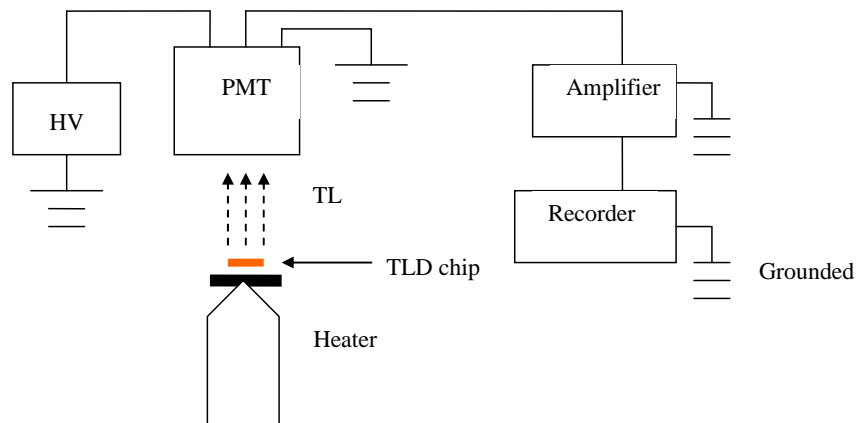 PMT
Amplifier
HV
TL
Recorder
TLD chip
Grounded
Heater